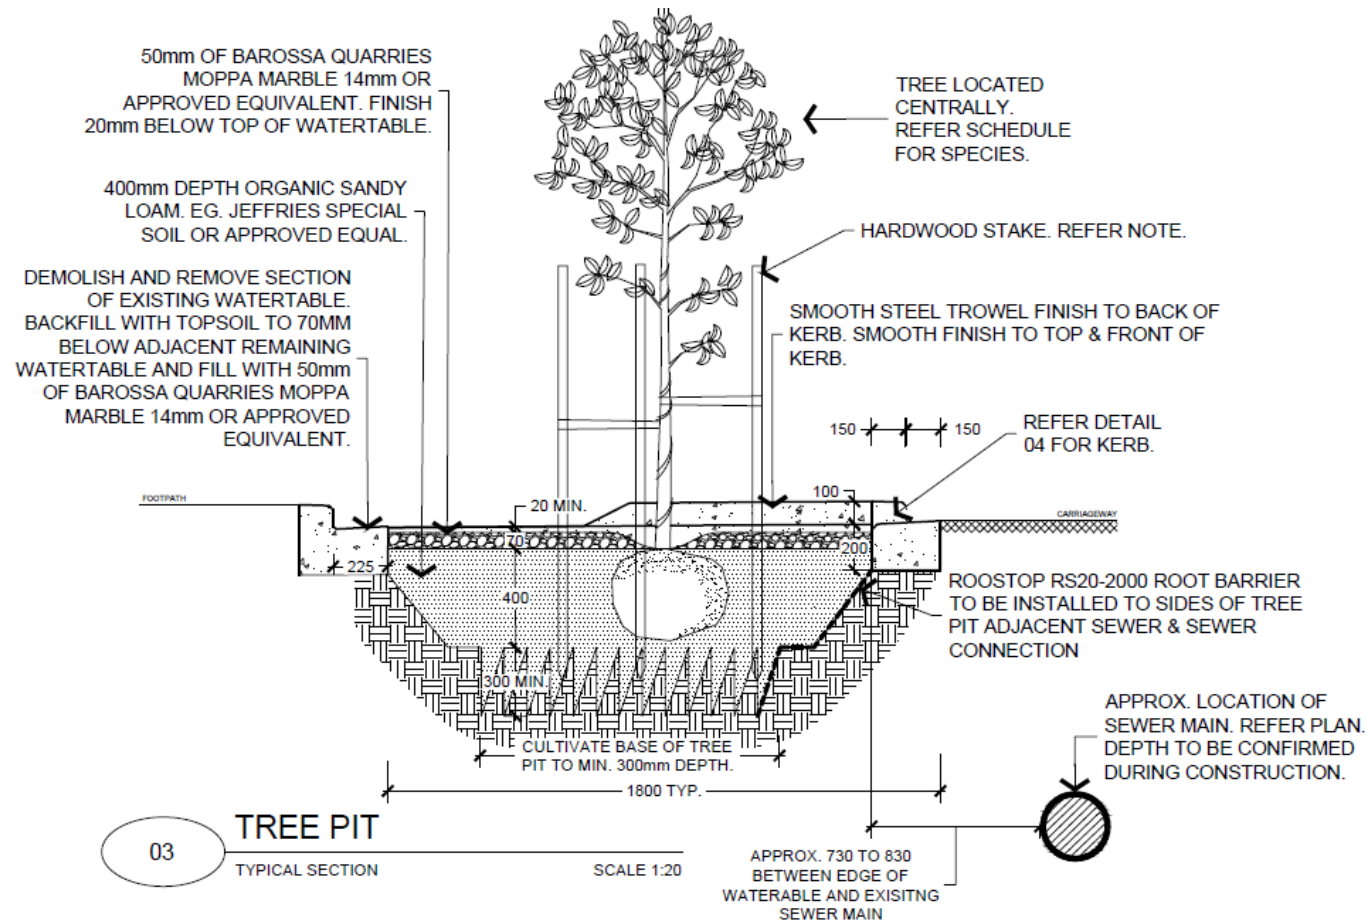 50mm OF BAROSSA QUARRIES
MOPPA MARBLE 14mm OR
APPROVED EQUIVALENT. FINISH
20mm BELOW TOP OF WATERTABLE.
400mm DEPTH ORGANIC SANDY
LOAM. EG. JEFFRIES SPECIAL
SOIL OR APPROVED EQUAL.
DEMOLISH AND REMOVE SECTION
OF EXISTING WATERTABLE.
BACKFILL WITH TOPSOIL TO 70MM
BELOW ADJACENT REMAINING
WATERTABLE AND FILL WITH 50mm
OF BAROSSA QUARRIES MOPPA
MARBLE 14mm OR APPROVED
EQUIVALENT.
TREE LOCATED
CENTRALLY.
REFER SCHEDULE
FOR SPECIES.
HARDWOOD STAKE. REFER NOTE.
SMOOTH STEEL TROWEL FINISH TO BACK OF
KERB. SMOOTH FINISH TO TOP & FRONT OF
KERB.
150
150
REFER DETAIL
04 FOR KERB.
FOOTPATH
20 MIN.
100
CARRIAGEWAY
70
200
225
400
300 MIN.
ROOSTOP RS20-2000 ROOT BARRIER
TO BE INSTALLED TO SIDES OF TREE
PIT ADJACENT SEWER & SEWER
CONNECTION
APPROX. LOCATION OF
SEWER MAIN. REFER PLAN.
DEPTH TO BE CONFIRMED
DURING CONSTRUCTION.
CULTIVATE BASE OF TREE
PIT TO MIN. 300mm DEPTH.
1800 TYP.
03
TREE PIT
TYPICAL SECTION
SCALE 1:20
APPROX. 730 TO 830
BETWEEN EDGE OF
WATERABLE AND EXISITNG
SEWER MAIN